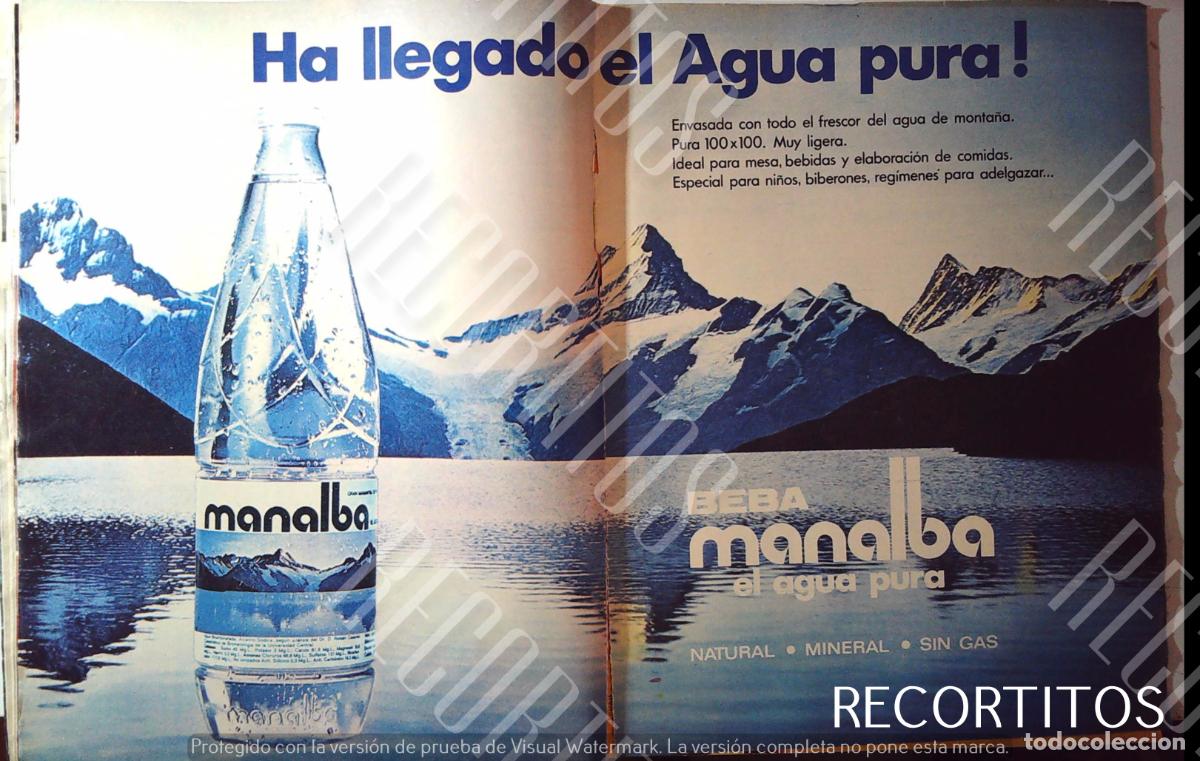 Ha llegado el Agua pura!
Envasada con todo el frescor del agua de montaña.
Pura 100x100. Muy ligera.
Ideal para mesa, bebidas y elaboración de comidas.
Especial para niños, biberones, regímenes para adelgazar...
manalba
manalba
BEBA
manalba
el agua pura
NATURAL • MINERAL • SIN GAS
RECORTITOS
RECORTITOS
RECORTITOS
RECORTITOS
todocoleccion
Protegido con la versión de prueba de Visual Watermark. La versión completa no pone esta marca.